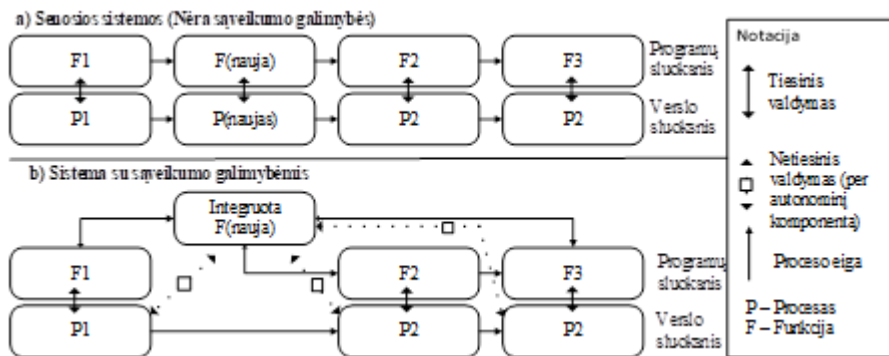 a) Senosios sistemos (Nėra sąveikumo galimybės)
F1
F(nauja)
F2
F3
Programų
sluoksnis
P1
P(naujas)
P2
P2
Verslo
sluoksnis
b) Sistema su sąveikumo galimybėmis
Integruota
F(nauja)
F1
F2
F3
Programų
sluoksnis
P1
P2
P2
Verslo
sluoksnis
Notacija
Tiesinis
valdymas
Netiesinis
valdymas (per
autonominį
komponentą)
Proceso eiga
P – Procesas
F – Funkcija